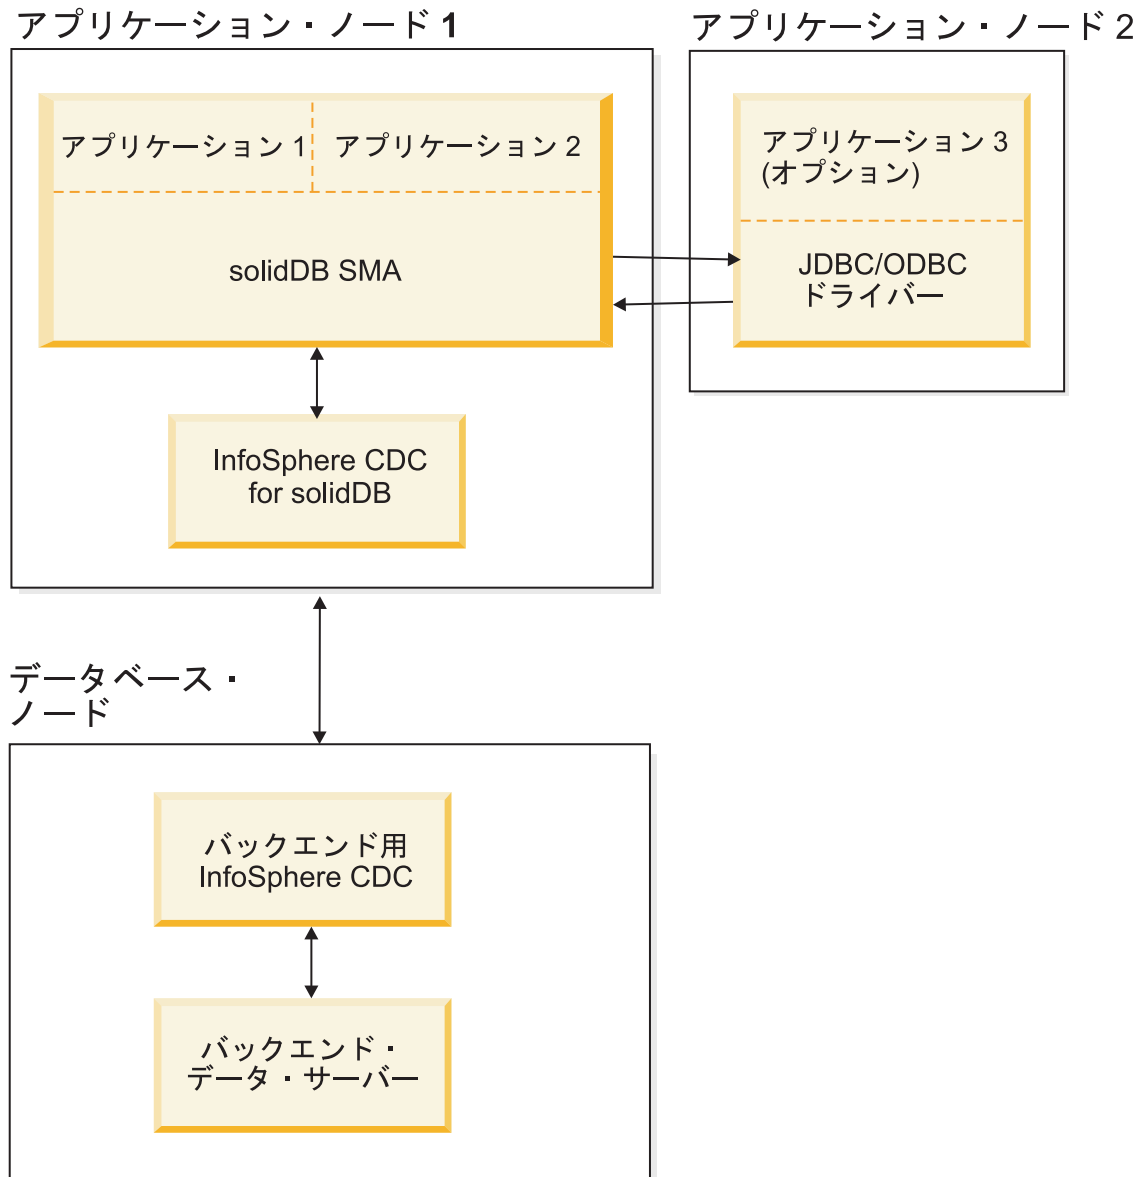 アプリケーション・ノード 1
アプリケーション・ノード 2
アプリケーション 1
アプリケーション 2
solidDB SMA
アプリケーション 3
(オプション)
JDBC/ODBC
ドライバー
InfoSphere CDC
for solidDB
データベース・
ノード
バックエンド用
InfoSphere CDC
バックエンド・
データ・サーバー